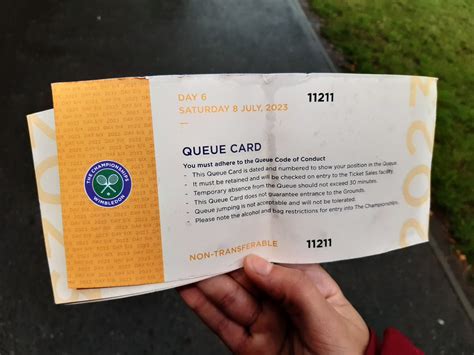 DAY 6
SATURDAY 8 JULY, 2023
11211
QUEUE CARD
You must adhere to the Queue Code of Conduct
- This Queue Card is dated and numbered to show your position in the Queue
- It must be retained and will be checked on entry to the Ticket Sales facility.
- Temporary absence from the Queue should not exceed 30 minutes.
- This Queue Card does not guarantee entrance to the Grounds.
- Queue jumping is not acceptable and will not be tolerated.
- Please note the alcohol and bag restrictions for entry into The Championships.
NON-TRANSFERABLE
11211
THE CHAMPIONSHIPS
WIMBLEDON
2023